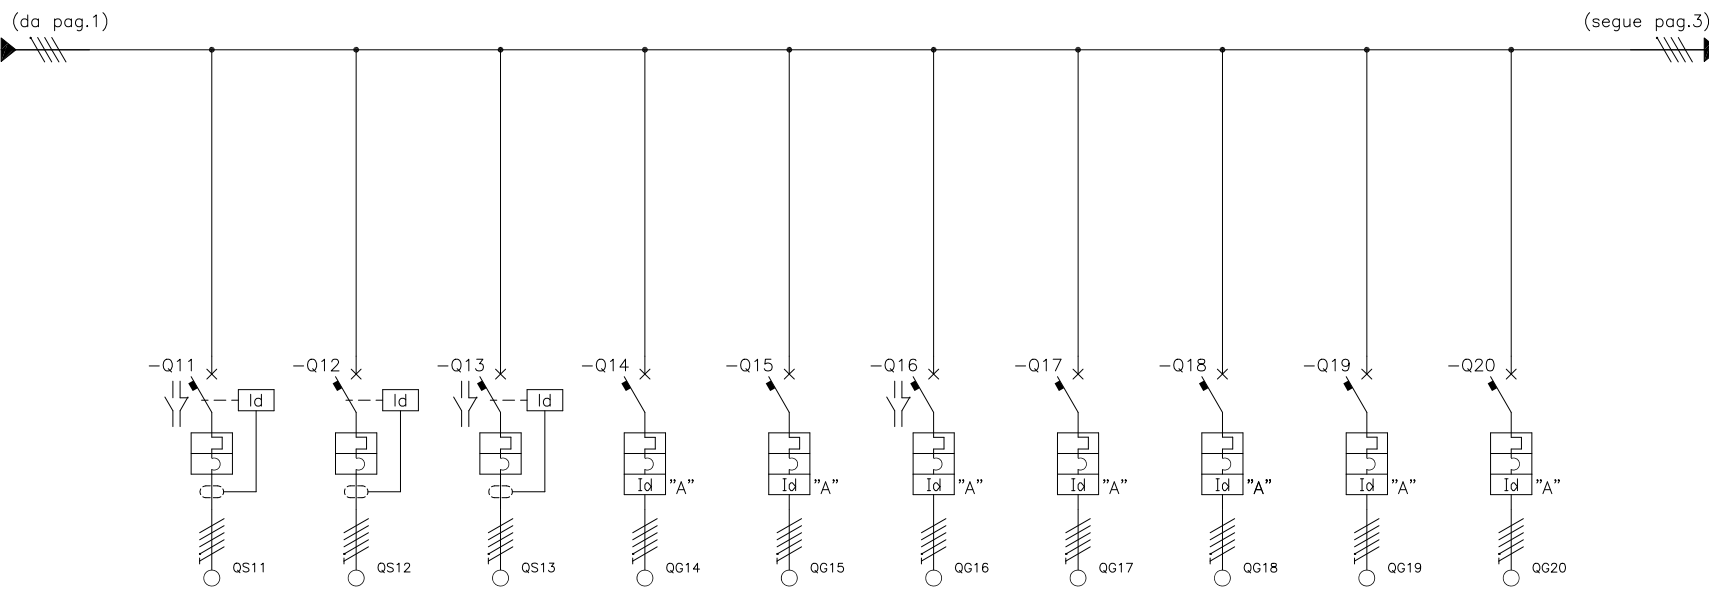 (da pag.1) (segue pag.3)
-Q11 -Q12 -Q13 -Q14 -Q15 -Q16 -Q17 -Q18 -Q19 -Q20
Id Id Id
Id "A" Id "A" Id "A" Id "A" Id "A" Id "A" Id "A"
QS11 QS12 QS13 QG14 QG15 QG16 QG17 QG18 QG19 QG20